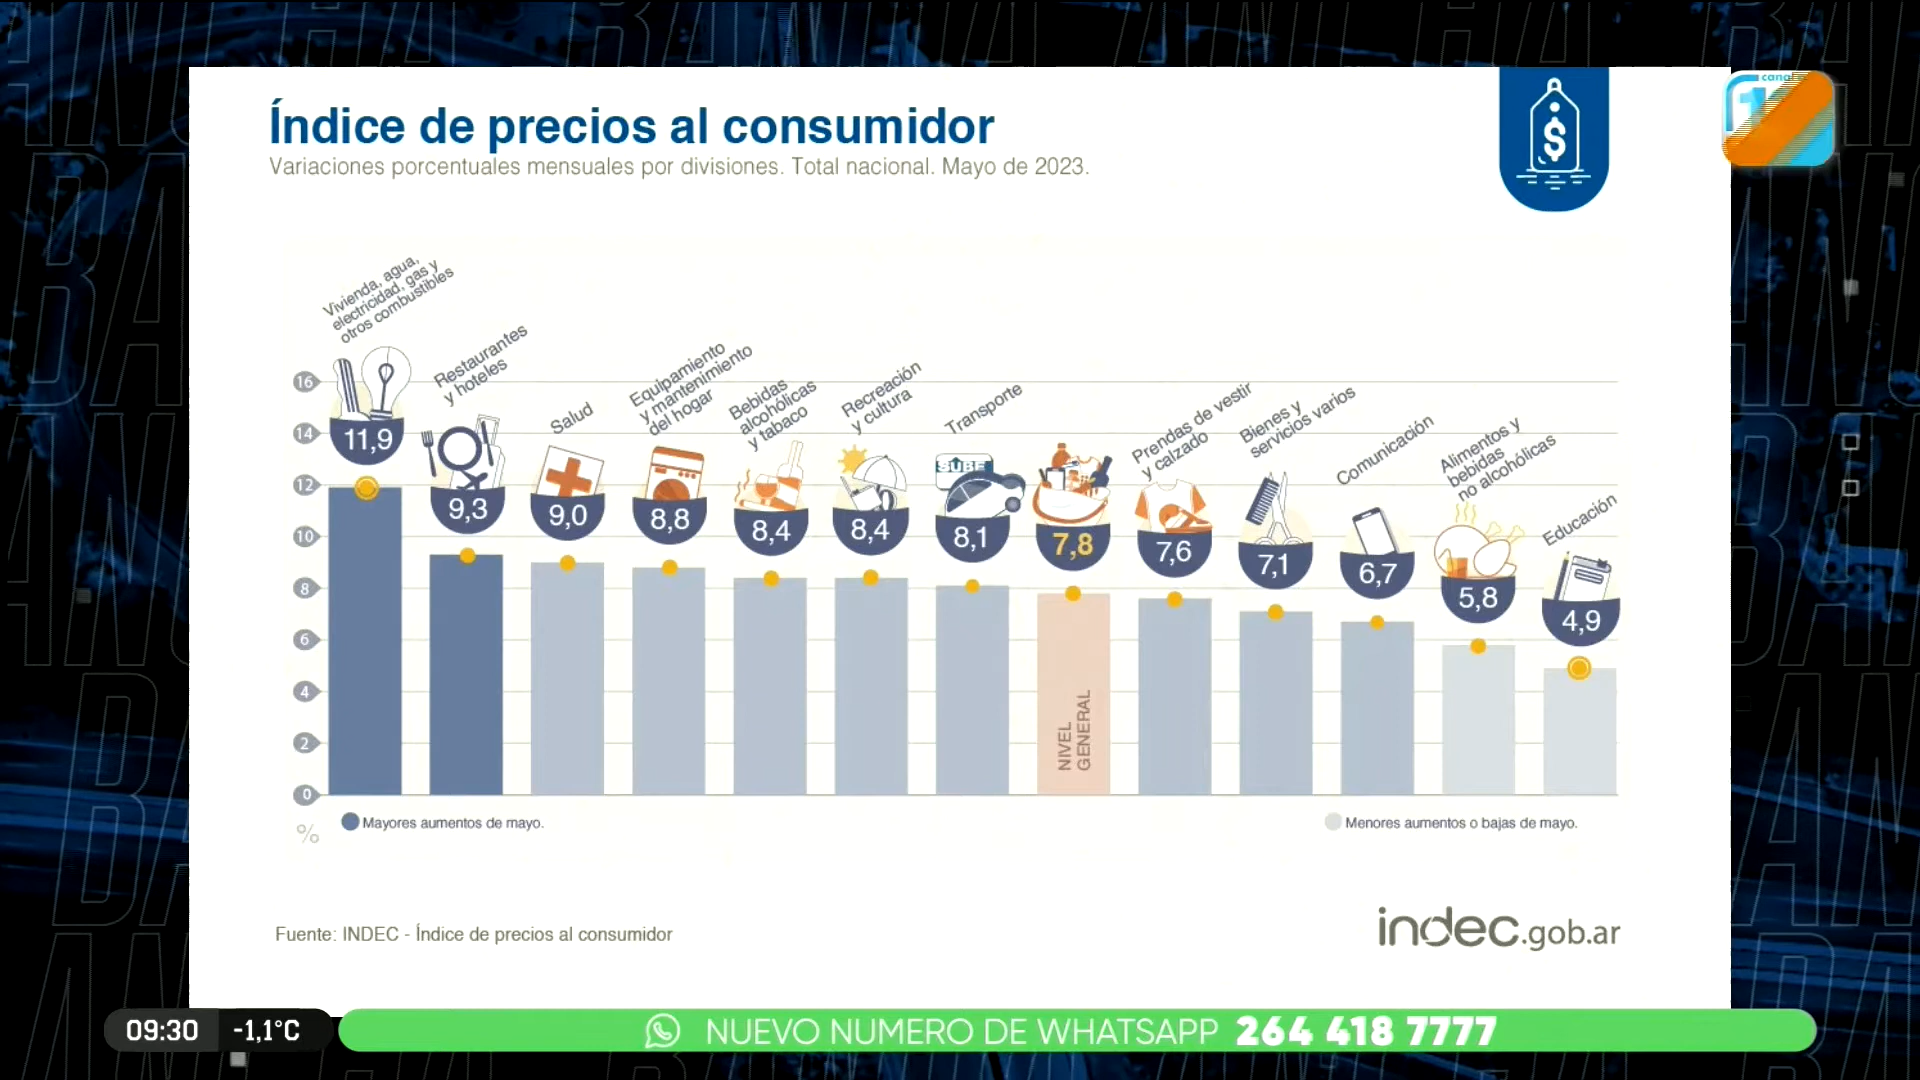 Índice de precios al consumidor
Variaciones porcentuales mensuales por divisiones. Total nacional. Mayo de 2023.
$
canal
Vivienda, agua,
electricidad, gas y
otros combustibles
Restaurantes
y hoteles
Salud
Equipamiento
y mantenimiento
del hogar
Bebidas
alcohólicas
y tabaco
Recreación
y cultura
Transporte
Prendas de vestir
y calzado
Bienes y
servicios varios
Comunicación
Alimentos y
bebidas
no alcohólicas
Educación
SUBE
11,9
9,3
9,0
8,8
8,4
8,4
8,1
7,8
7,6
7,1
6,7
5,8
4,9
16
14
12
10
8
6
4
2
0
%
NIVEL
GENERAL
Mayores aumentos de mayo.
Menores aumentos o bajas de mayo.
Fuente: INDEC - Índice de precios al consumidor
indec.gob.ar
09:30 -1,1°C
NUEVO NUMERO DE WHATSAPP 264 418 7777